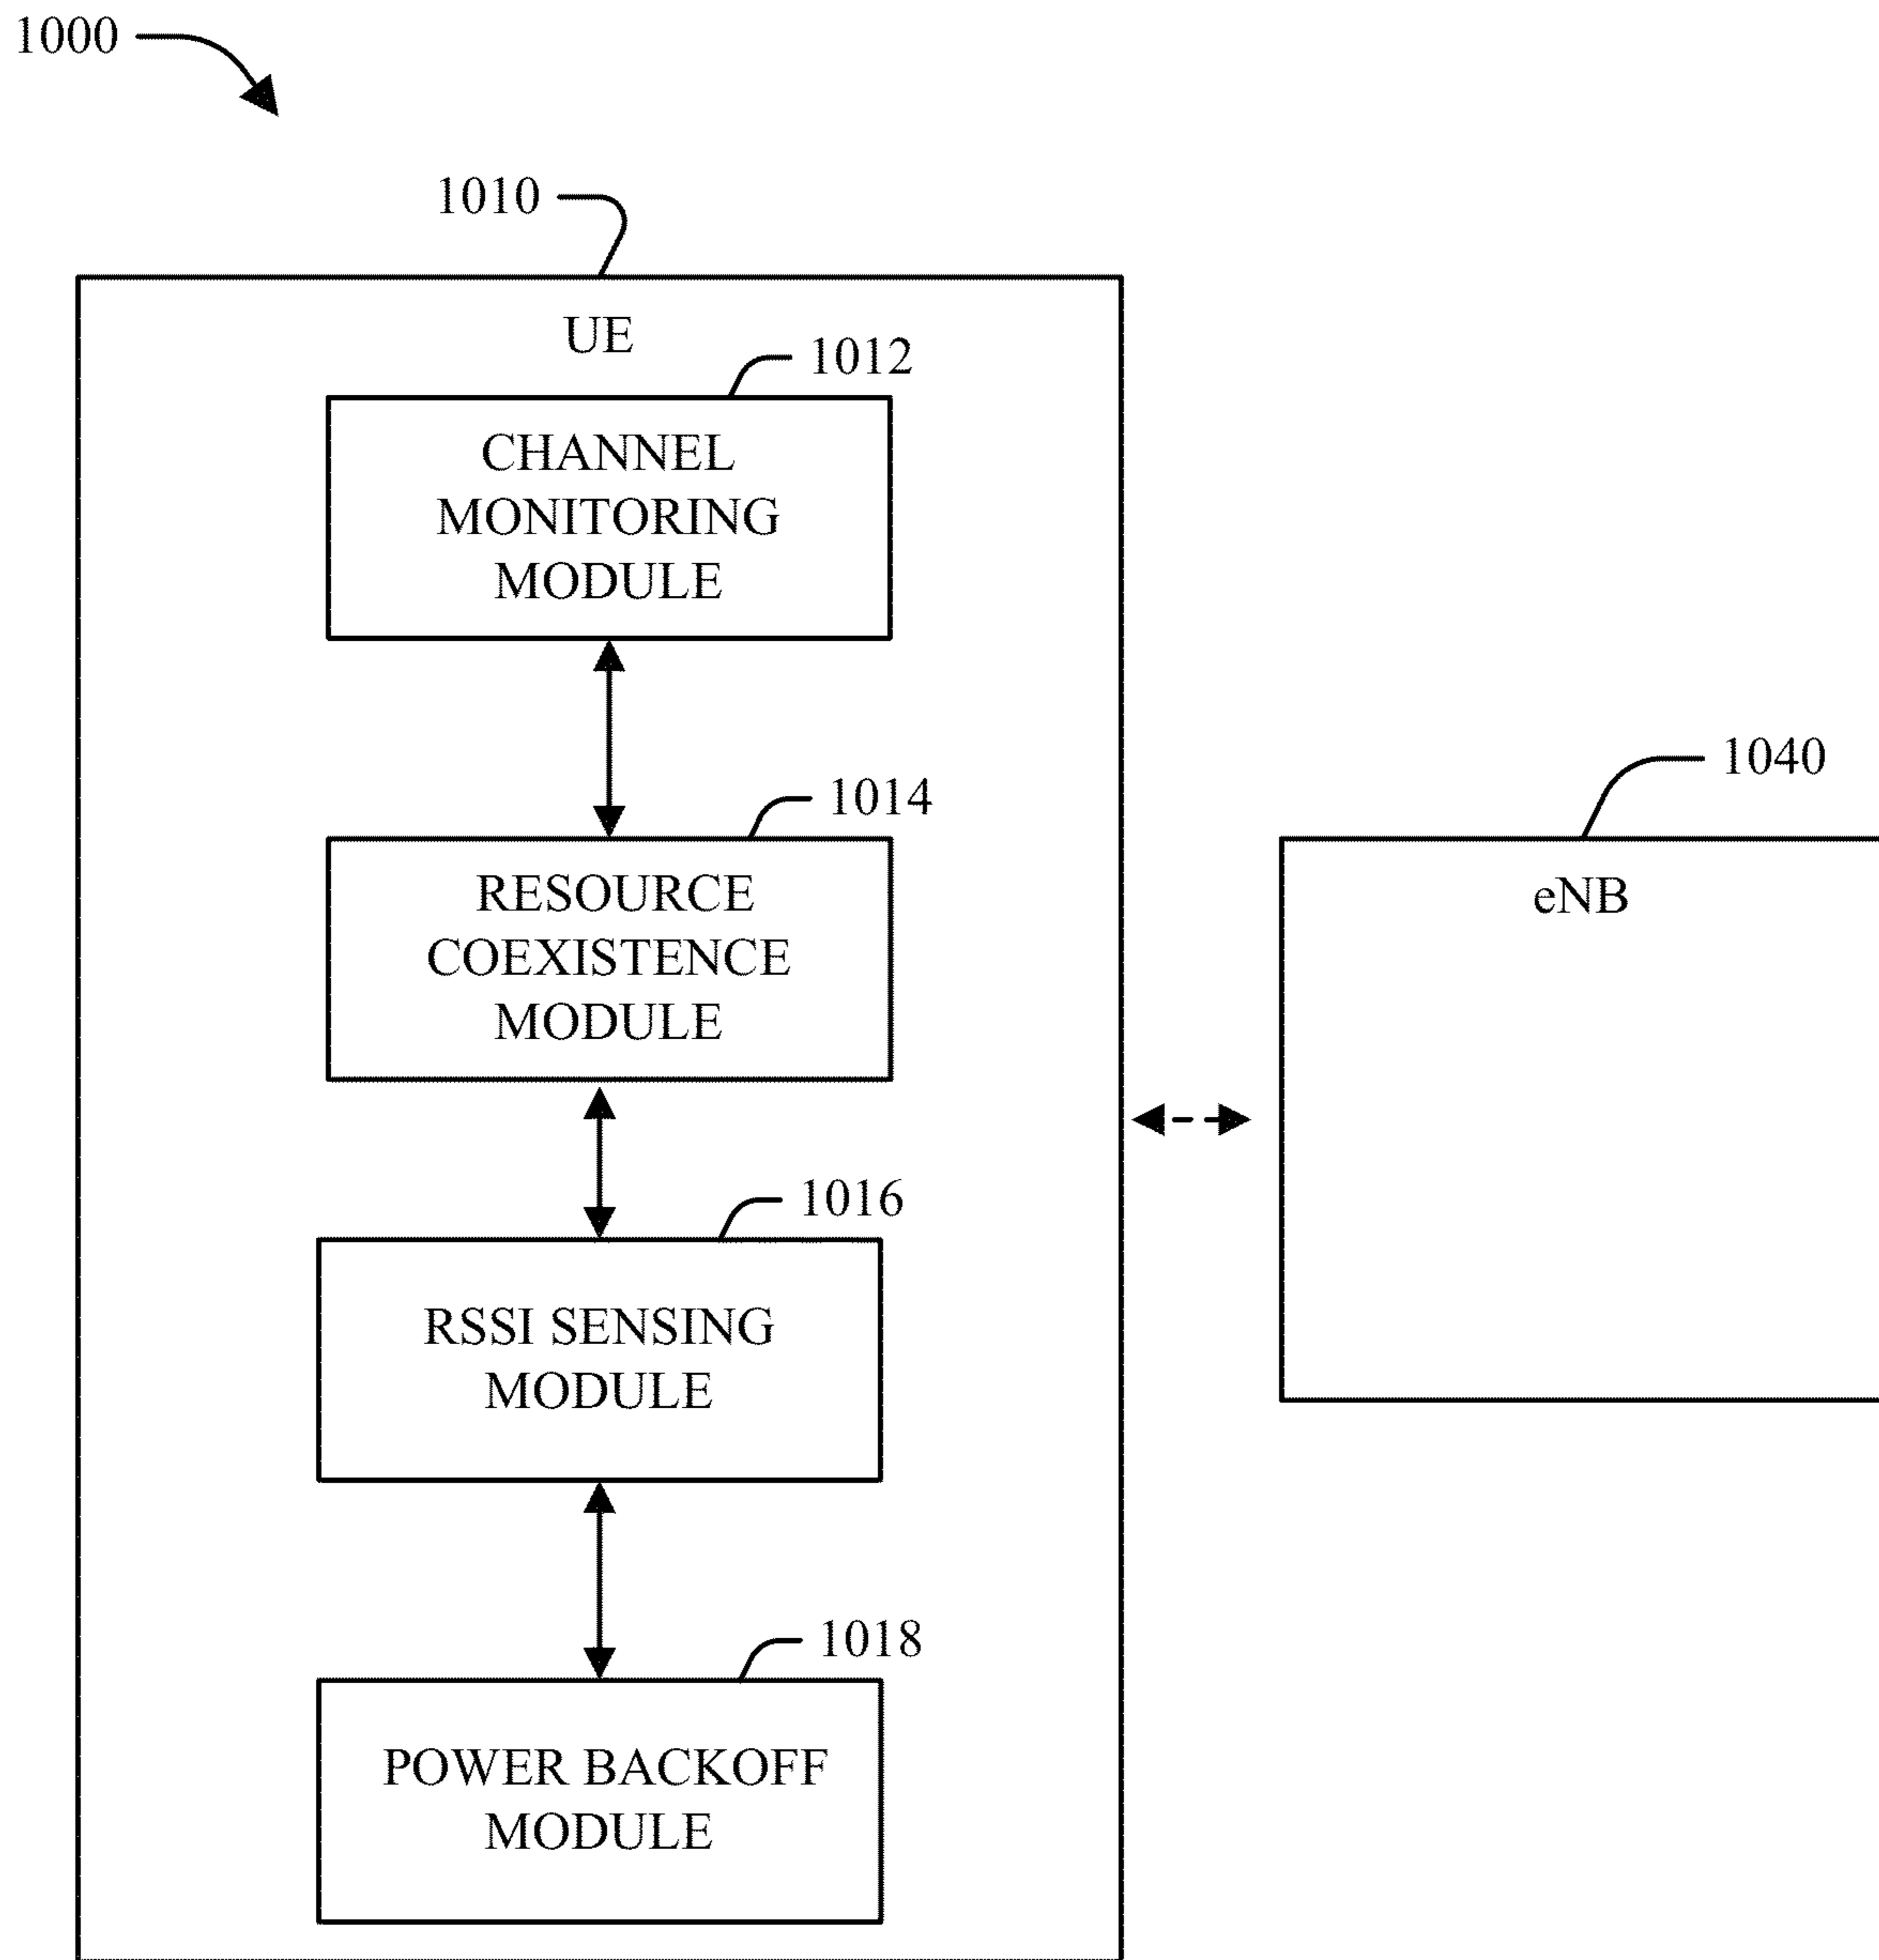 1000
1010
UE
1012
CHANNEL
MONITORING
MODULE
1014
RESOURCE
COEXISTENCE
MODULE
1016
RSSI SENSING
MODULE
1018
POWER BACKOFF
MODULE
1040
eNB